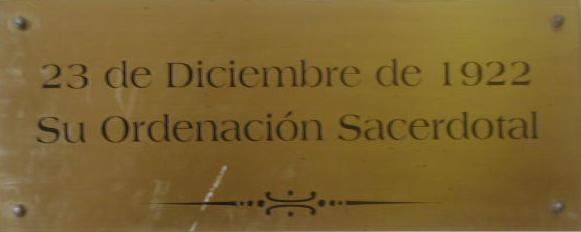 23 de Diciembre de 1922
Su Ordenación Sacerdotal